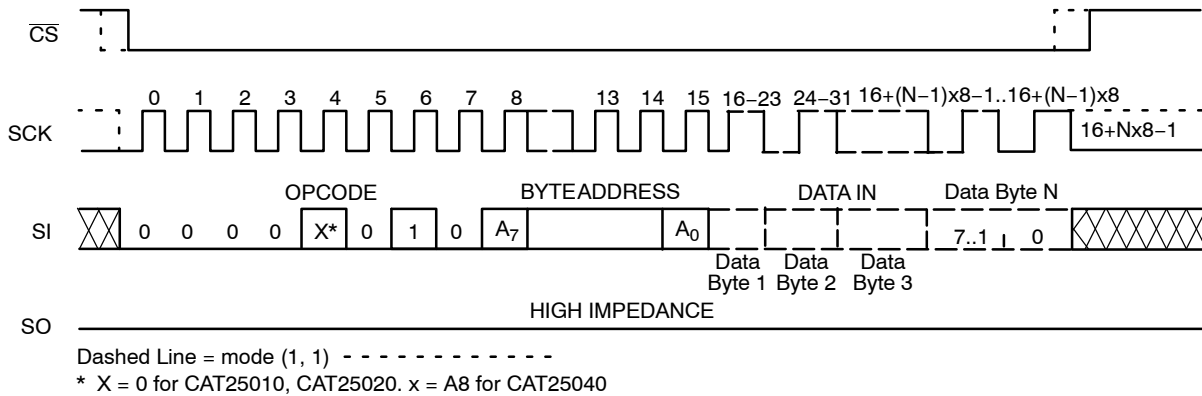 CS
0 1 2 3 4 5 6 7 8 13 14 15 16–23 24–31 16+(N–1)x8–1..16+(N–1)x8
SCK
16+Nx8–1
OPCODE BYTEADDRESS DATA IN Data Byte N
SI 0 0 0 0 X* 0 1 0 A7 A0 7..1 0
Data Byte 1
Data Byte 2
Data Byte 3
HIGH IMPEDANCE
SO
Dashed Line = mode (1, 1) - - - - - - - - - - - -
* X = 0 for CAT25010, CAT25020. x = A8 for CAT25040